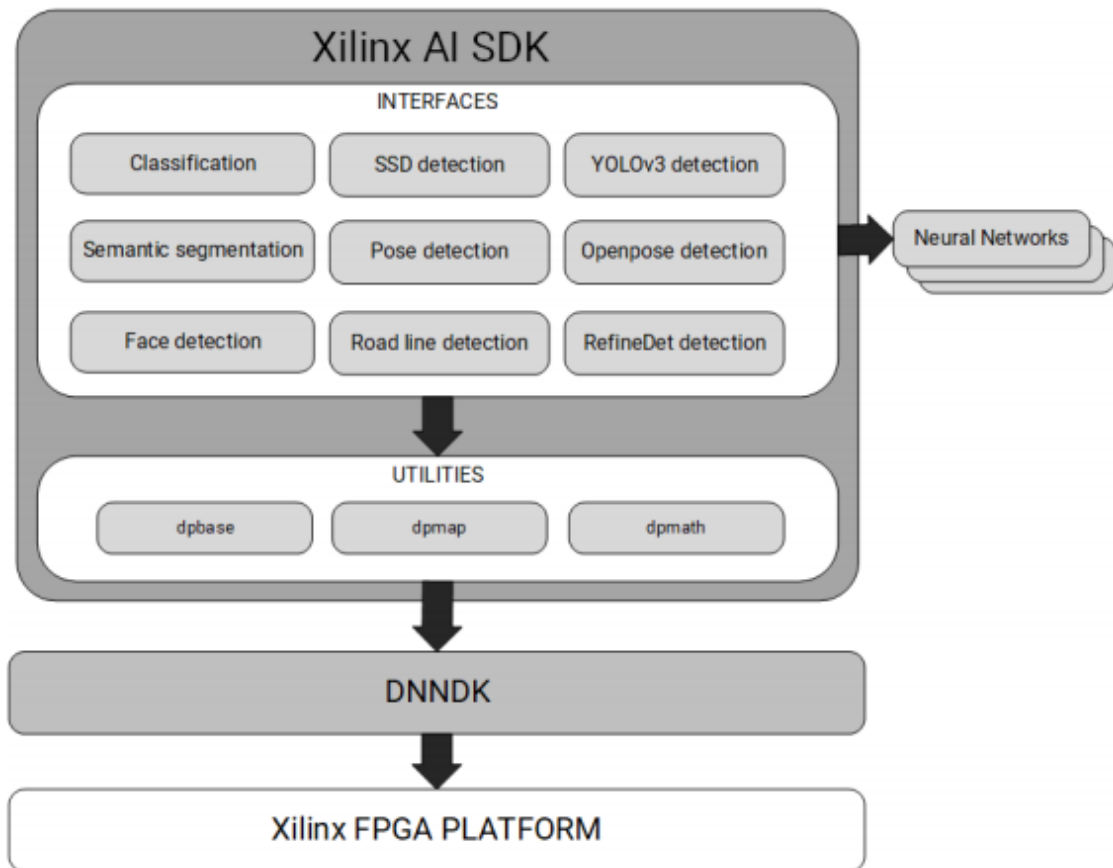 Xilinx AI SDK
INTERFACES
Classification
SSD detection
YOLOv3 detection
Semantic segmentation
Pose detection
Openpose detection
Neural Networks
Face detection
Road line detection
RefineDet detection
UTILITIES
dpbase
dpmap
dpmath
DNNDK
Xilinx FPGA PLATFORM